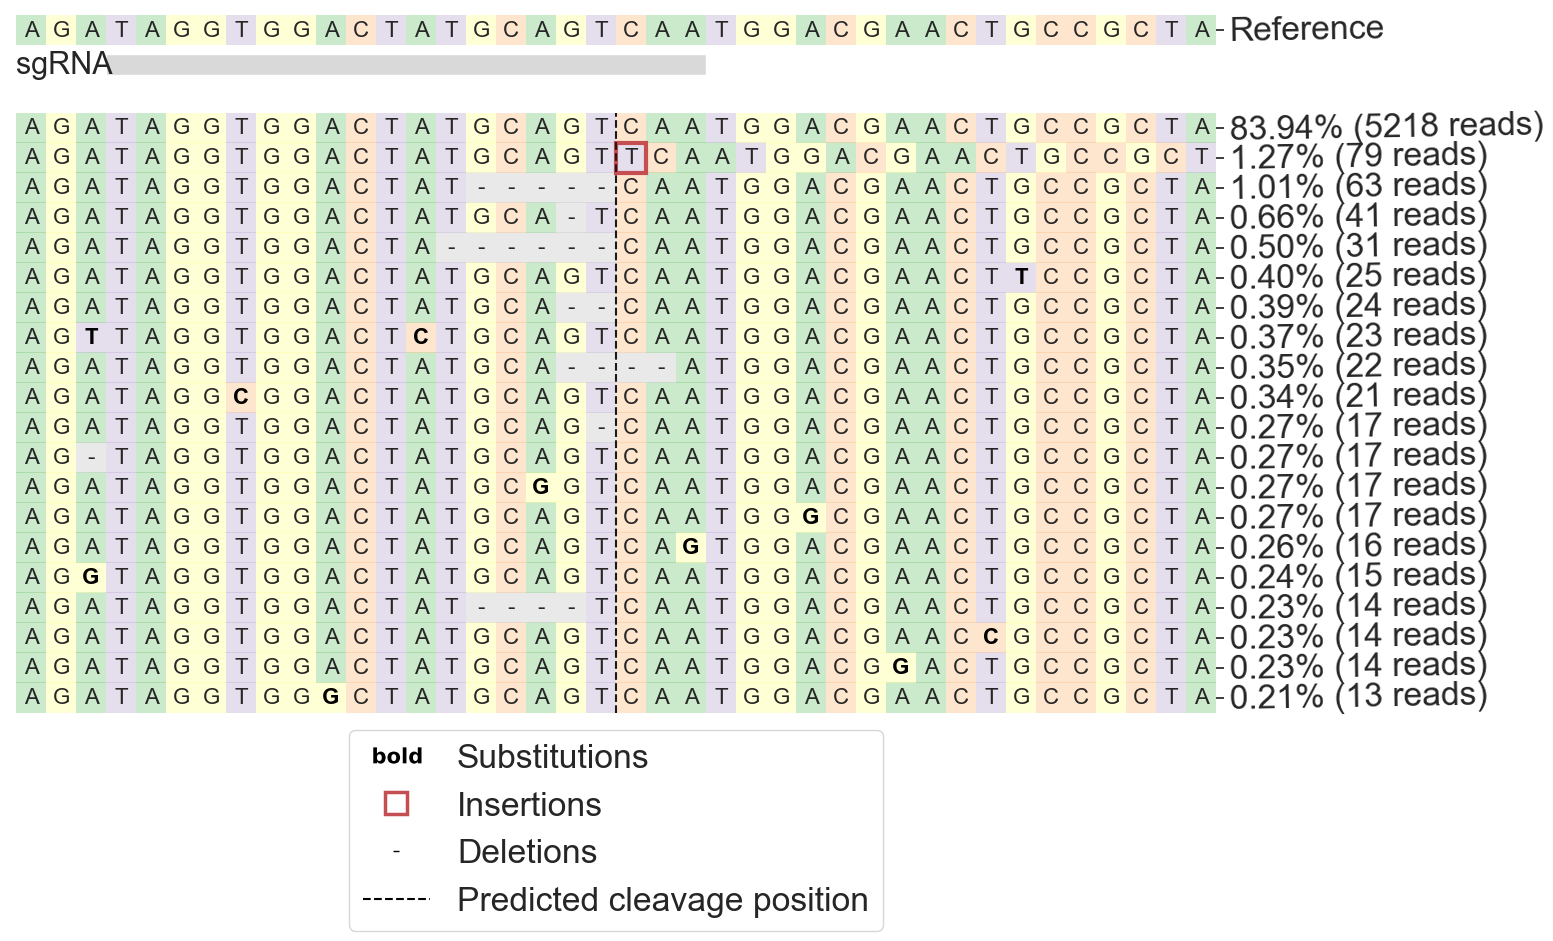 A G A T A G G T G G A C T A T G C A G T C A A T G G A C G A A C T G C C G C T A Reference
sgRNA
A G A T A G G T G G A C T A T G C A G T C A A T G G A C G A A C T G C C G C T A 83.94% (5218 reads)
A G A T A G G T G G A C T A T G C A G T T C A A T G G A C G A A C T G C C G C T 1.27% (79 reads)
A G A T A G G T G G A C T A T - - - - - C A A T G G A C G A A C T G C C G C T A 1.01% (63 reads)
A G A T A G G T G G A C T A T G C A - T C A A T G G A C G A A C T G C C G C T A 0.66% (41 reads)
A G A T A G G T G G A C T A - - - - - - C A A T G G A C G A A C T G C C G C T A 0.50% (31 reads)
A G A T A G G T G G A C T A T G C A G T C A A T G G A C G A A C T T C C G C T A 0.40% (25 reads)
A G A T A G G T G G A C T A T G C A - - C A A T G G A C G A A C T G C C G C T A 0.39% (24 reads)
A G T T A G G T G G A C T C T G C A G T C A A T G G A C G A A C T G C C G C T A 0.37% (23 reads)
A G A T A G G T G G A C T A T G C A - - - - A T G G A C G A A C T G C C G C T A 0.35% (22 reads)
A G A T A G G C G G A C T A T G C A G T C A A T G G A C G A A C T G C C G C T A 0.34% (21 reads)
A G A T A G G T G G A C T A T G C A G - C A A T G G A C G A A C T G C C G C T A 0.27% (17 reads)
A G - T A G G T G G A C T A T G C A G T C A A T G G A C G A A C T G C C G C T A 0.27% (17 reads)
A G A T A G G T G G A C T A T G C G G T C A A T G G A C G A A C T G C C G C T A 0.27% (17 reads)
A G A T A G G T G G A C T A T G C A G T C A A T G G G C G A A C T G C C G C T A 0.27% (17 reads)
A G A T A G G T G G A C T A T G C A G T C A G T G G A C G A A C T G C C G C T A 0.26% (16 reads)
A G G T A G G T G G A C T A T G C A G T C A A T G G A C G A A C T G C C G C T A 0.24% (15 reads)
A G A T A G G T G G A C T A T - - - - T C A A T G G A C G A A C T G C C G C T A 0.23% (14 reads)
A G A T A G G T G G A C T A T G C A G T C A A T G G A C G A A C C G C C G C T A 0.23% (14 reads)
A G A T A G G T G G A C T A T G C A G T C A A T G G A C G G A C T G C C G C T A 0.23% (14 reads)
A G A T A G G T G G G C T A T G C A G T C A A T G G A C G A A C T G C C G C T A 0.21% (13 reads)
bold Substitutions
Insertions
- Deletions
Predicted cleavage position